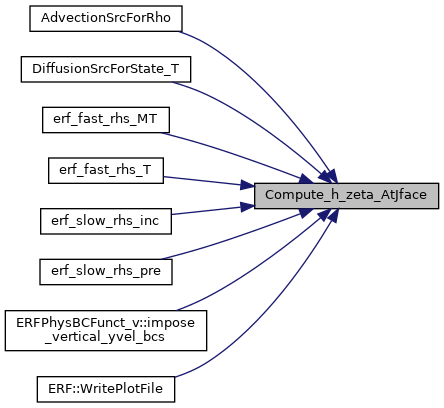 AdvectionSrcForRho
DiffusionSrcForState_T
erf_fast_rhs_MT
erf_fast_rhs_T
Compute_h_zeta_AtJface
erf_slow_rhs_inc
erf_slow_rhs_pre
ERFPhysBCFunct_v::impose
_vertical_yvel_bcs
ERF::WritePlotFile